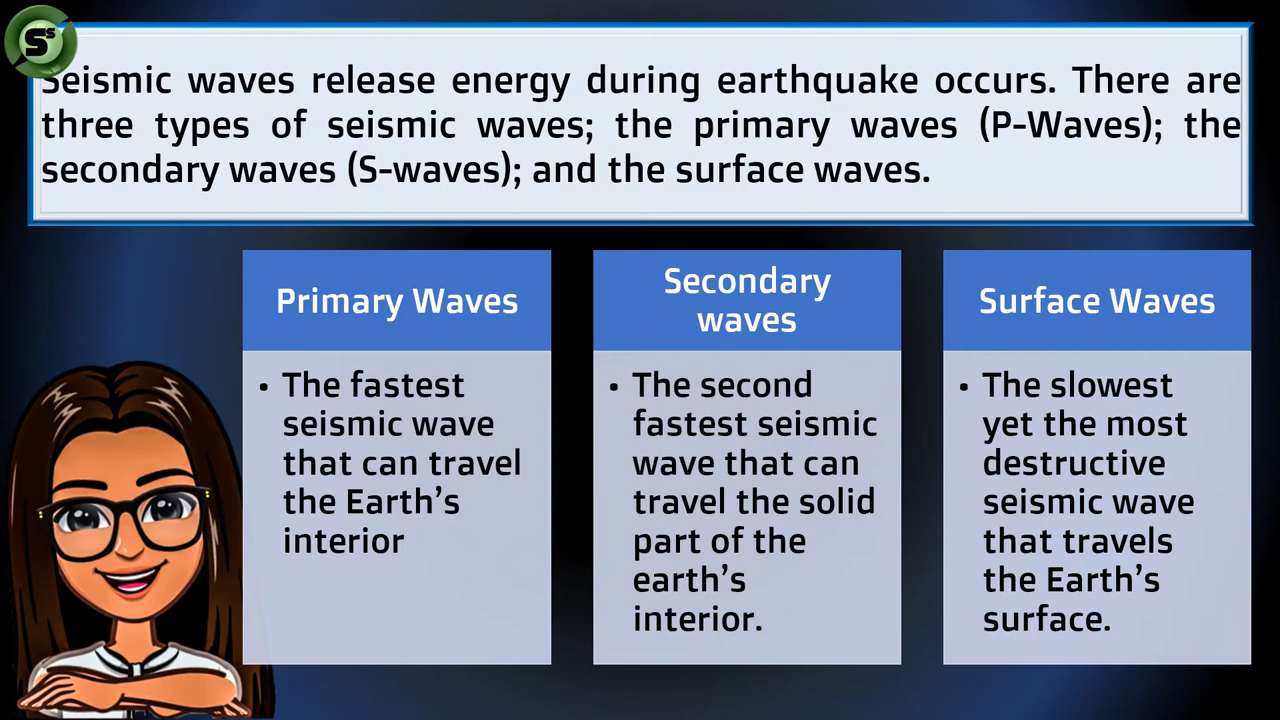 Ss
Seismic waves release energy during earthquake occurs. There are
three types of seismic waves; the primary waves (P-Waves); the
secondary waves (S-waves); and the surface waves.
Primary Waves
• The fastest
seismic wave
that can travel
the Earth’s
interior
Secondary
waves
• The second
fastest seismic
wave that can
travel the solid
part of the
earth’s
interior.
Surface Waves
• The slowest
yet the most
destructive
seismic wave
that travels
the Earth’s
surface.